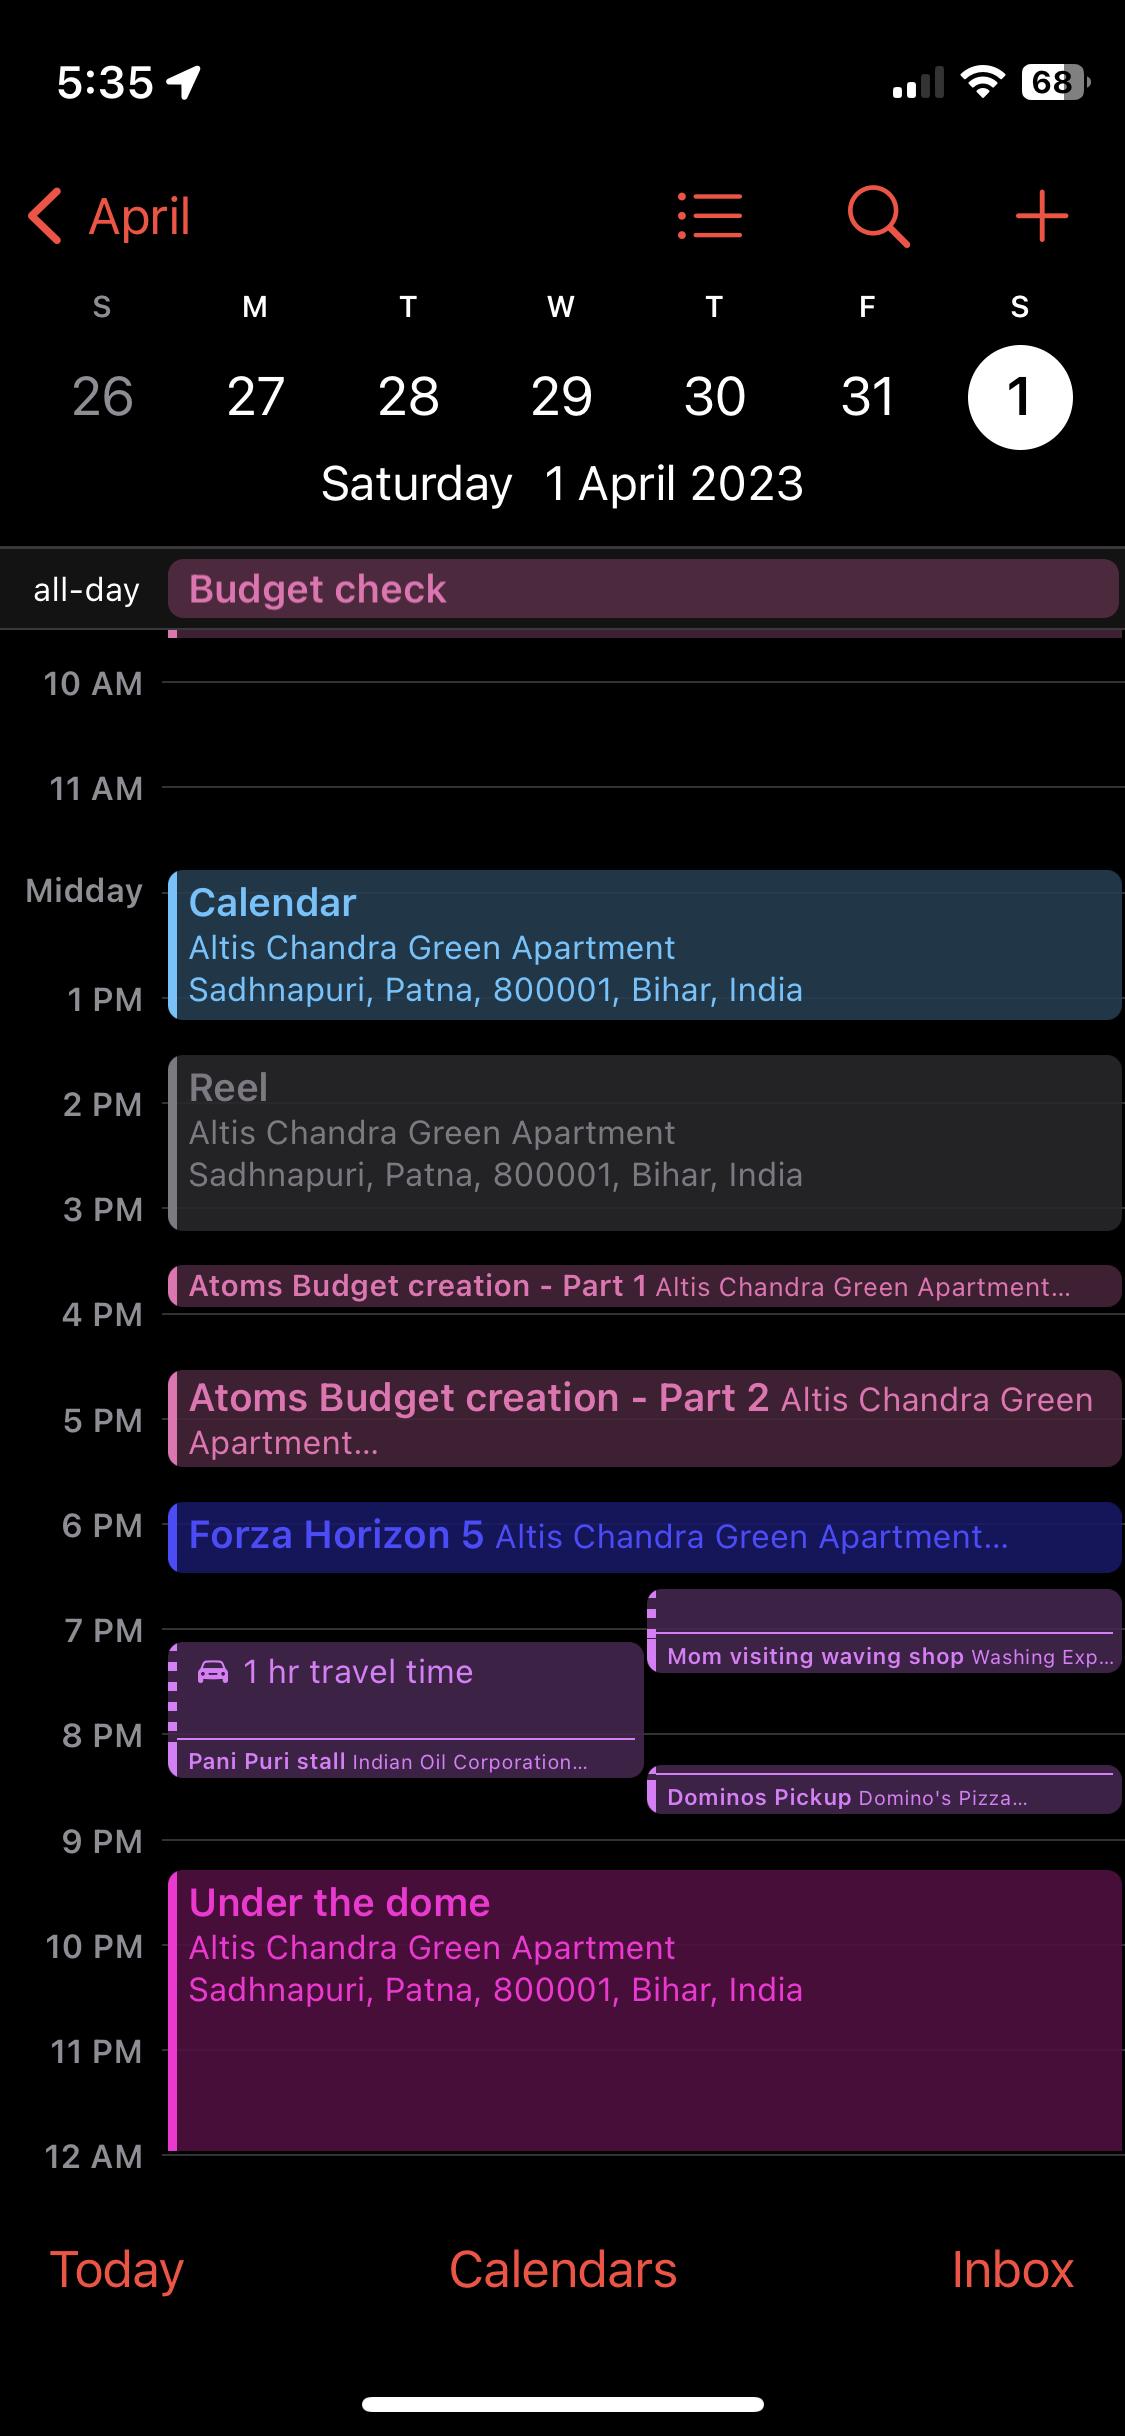 5:35
68
April
S M T W T F S
26 27 28 29 30 31 1
Saturday 1 April 2023
all-day
Budget check
10 AM
11 AM
Midday
Calendar
Altis Chandra Green Apartment
Sadhnapuri, Patna, 800001, Bihar, India
1 PM
Reel
2 PM
Altis Chandra Green Apartment
Sadhnapuri, Patna, 800001, Bihar, India
3 PM
Atoms Budget creation - Part 1 Altis Chandra Green Apartment...
4 PM
Atoms Budget creation - Part 2 Altis Chandra Green
5 PM
Apartment...
6 PM
Forza Horizon 5 Altis Chandra Green Apartment...
7 PM
Mom visiting waving shop Washing Exp...
1 hr travel time
8 PM
Pani Puri stall Indian Oil Corporation...
Dominos Pickup Domino's Pizza...
9 PM
Under the dome
10 PM
Altis Chandra Green Apartment
Sadhnapuri, Patna, 800001, Bihar, India
11 PM
12 AM
Today Calendars Inbox